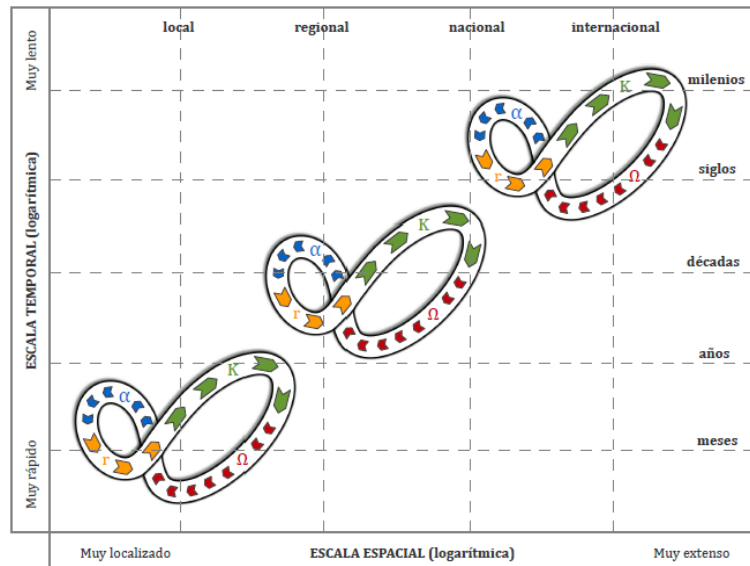 local regional nacional internacional
Muy lento
ESCALA TEMPORAL (logarítmica)
Muy rápido
milenios
siglos
décadas
años
meses
α
r
K
Ω
α
r
K
Ω
α
r
K
Ω
Muy localizado ESCALA ESPACIAL (logarítmica) Muy extenso